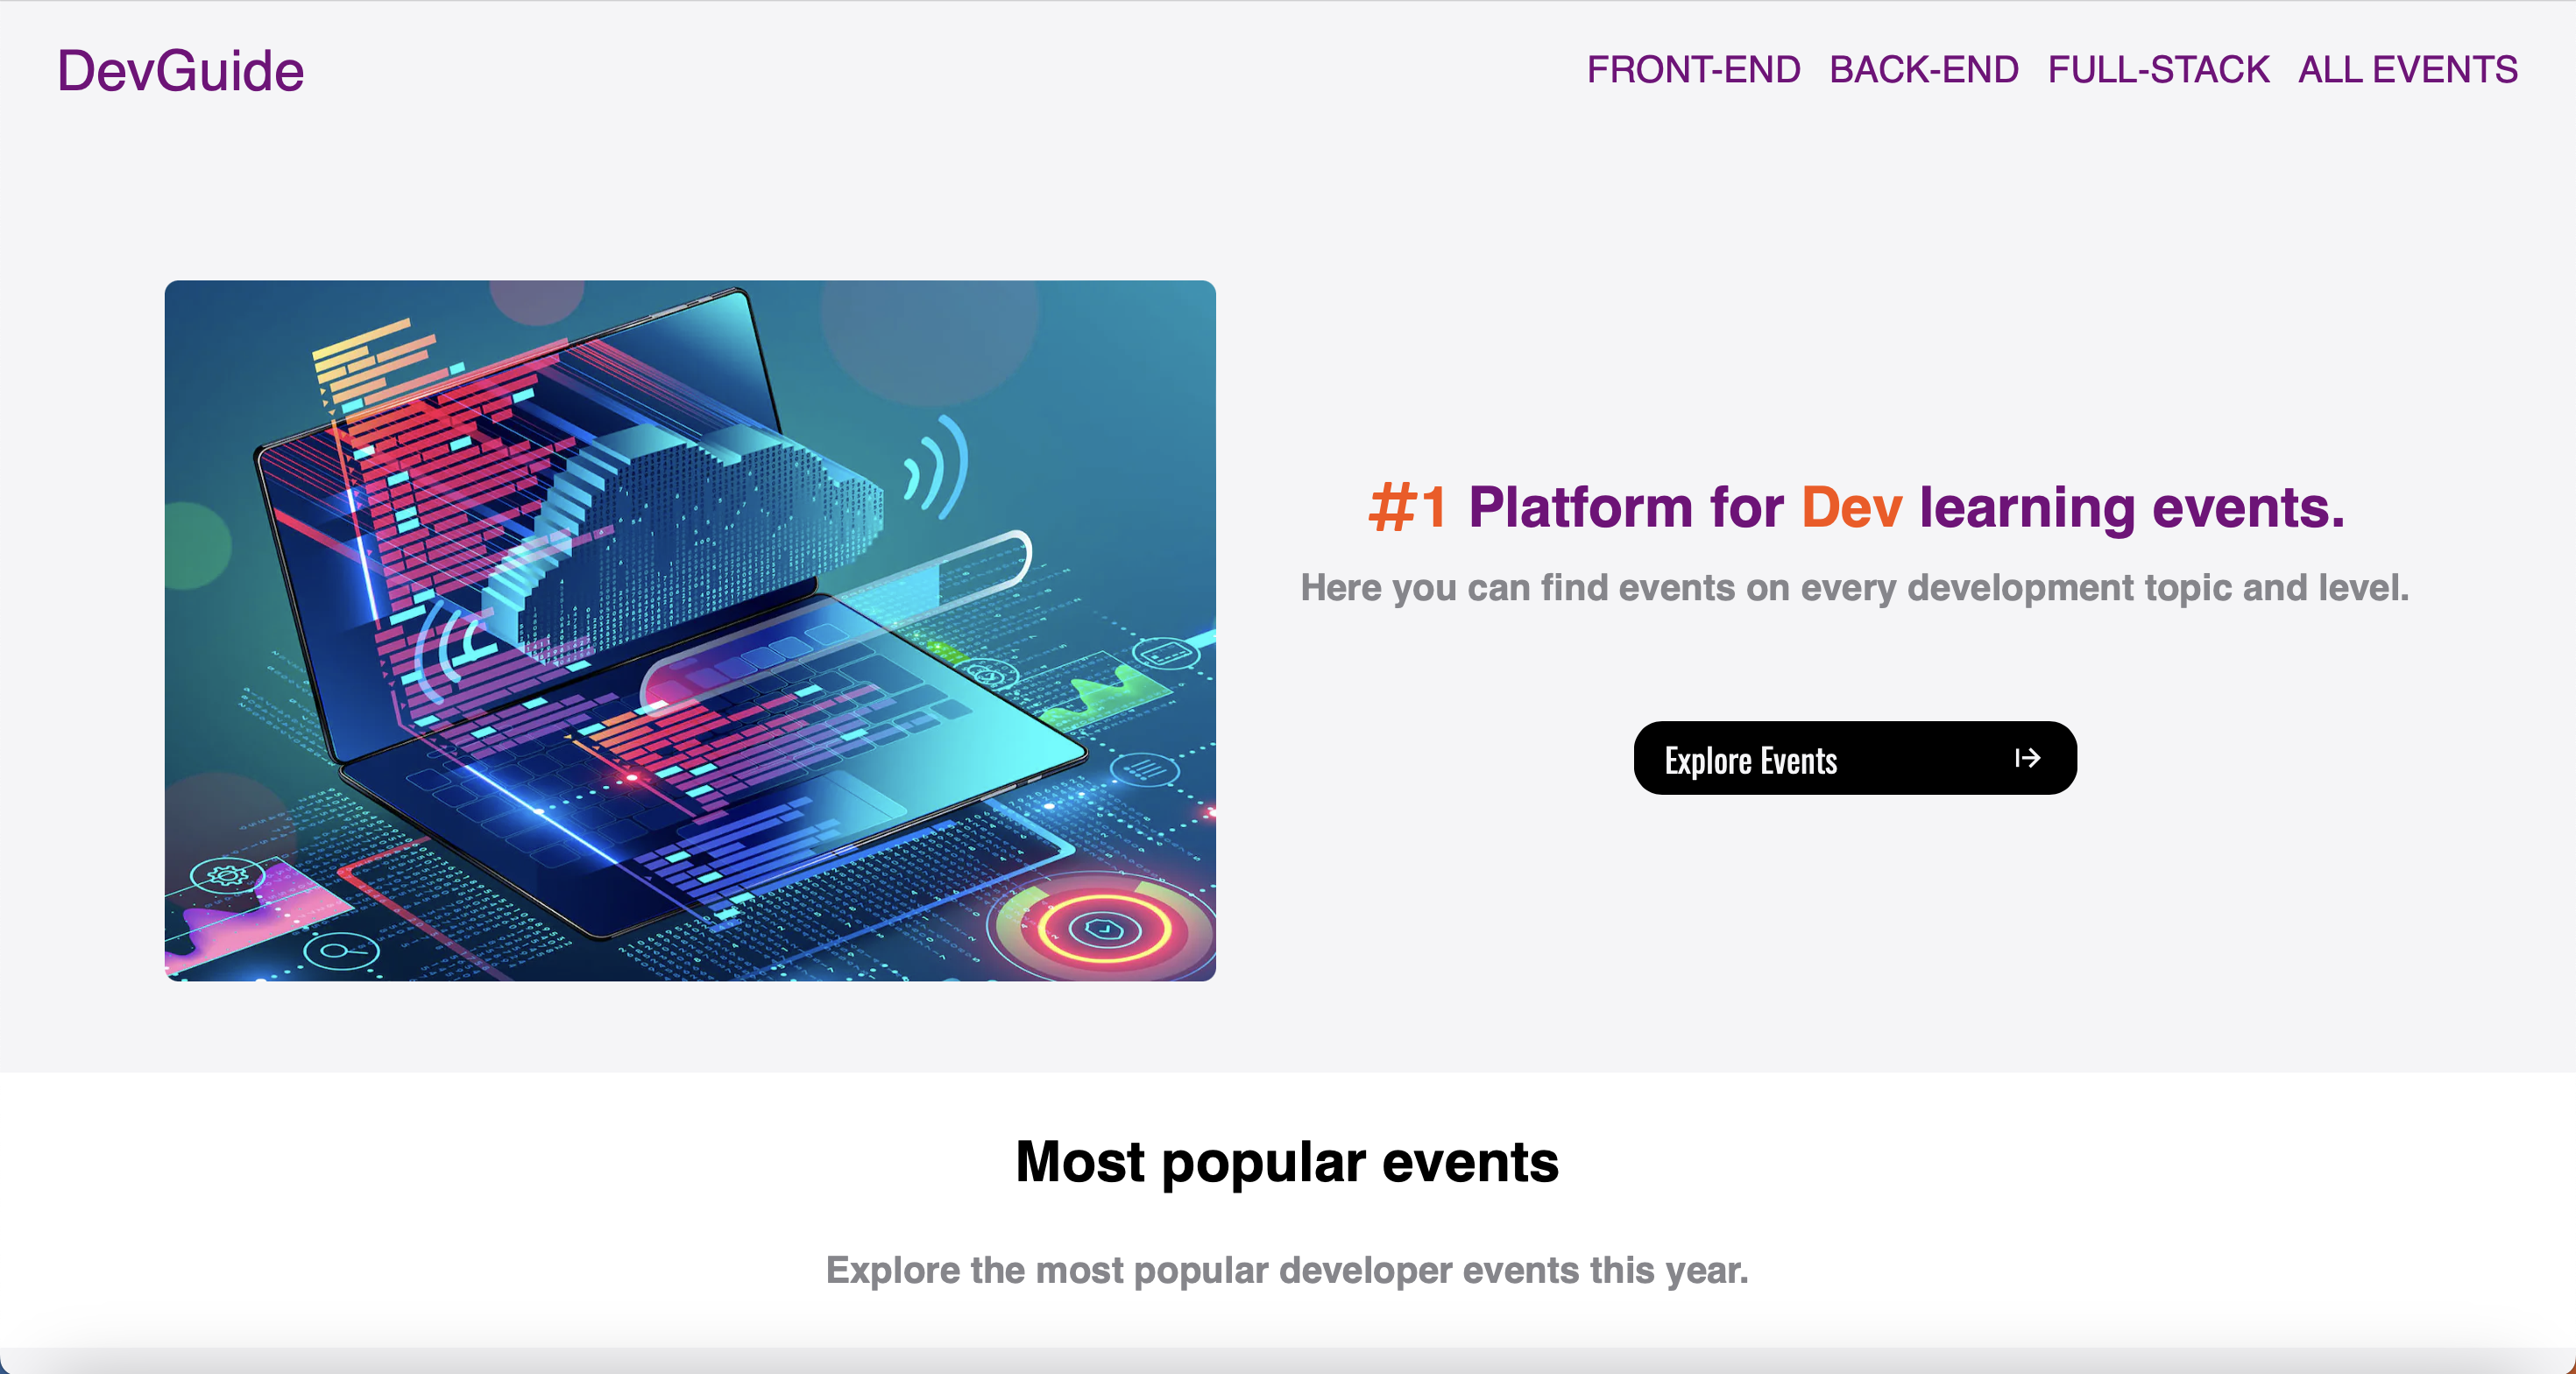 DevGuide
FRONT-END BACK-END FULL-STACK ALL EVENTS
#1 Platform for Dev learning events.
Here you can find events on every development topic and level.
Explore Events
Most popular events
Explore the most popular developer events this year.